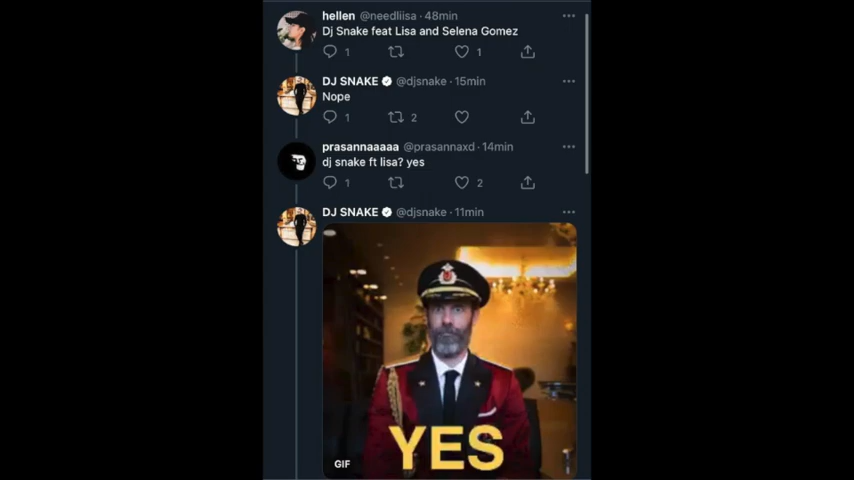 hellen @needliisa · 48min
Dj Snake feat Lisa and Selena Gomez
1 1
DJ SNAKE @djsnake · 15min
Nope
1 2
prasannaaaaa @prasannaxd · 14min
dj snake ft lisa? yes
1 2
DJ SNAKE @djsnake · 11min
YES
GIF